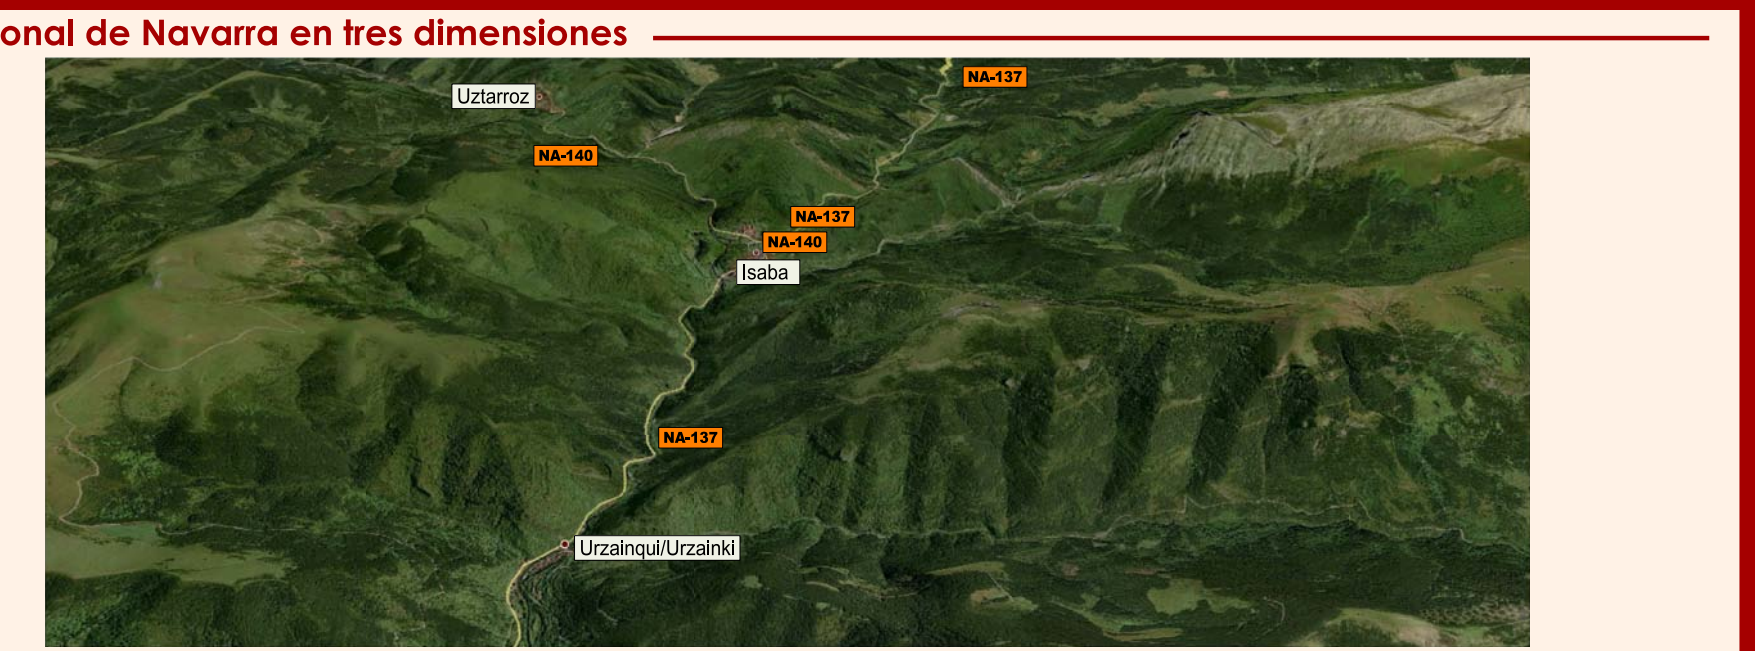 onal de Navarra en tres dimensiones
NA-137
Uztarroz
NA-140
NA-137
NA-140
Isaba
NA-137
Urzainqui/Urzainki